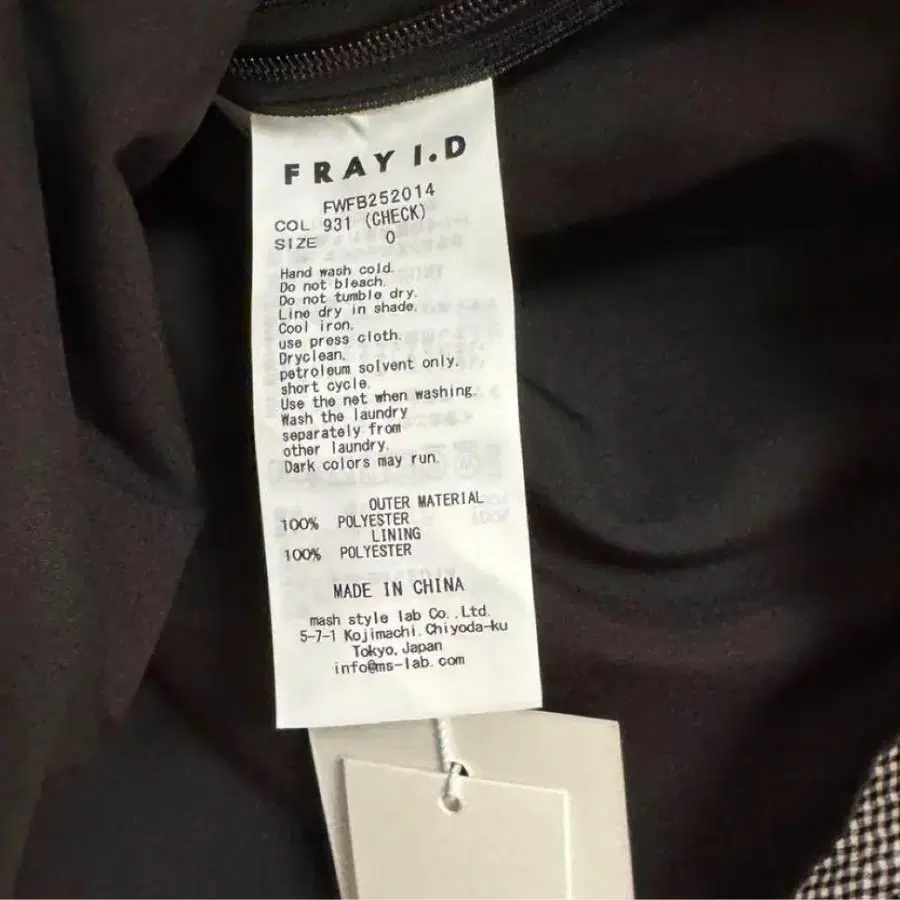 FRAY I.D
FWFB252014
COL 931 (CHECK)
SIZE 0
Hand wash cold.
Do not bleach.
Do not tumble dry.
Line dry in shade.
Cool iron.
use press cloth.
Dryclean.
petroleum solvent only.
short cycle.
Use the net when washing.
Wash the laundry
separately from
other laundry.
Dark colors may run.
OUTER MATERIAL
100% POLYESTER
LINING
100% POLYESTER
MADE IN CHINA
mash style lab Co.,Ltd.
5-7-1 Kojimachi.Chiyoda-ku
Tokyo,Japan
info@ms-lab.com